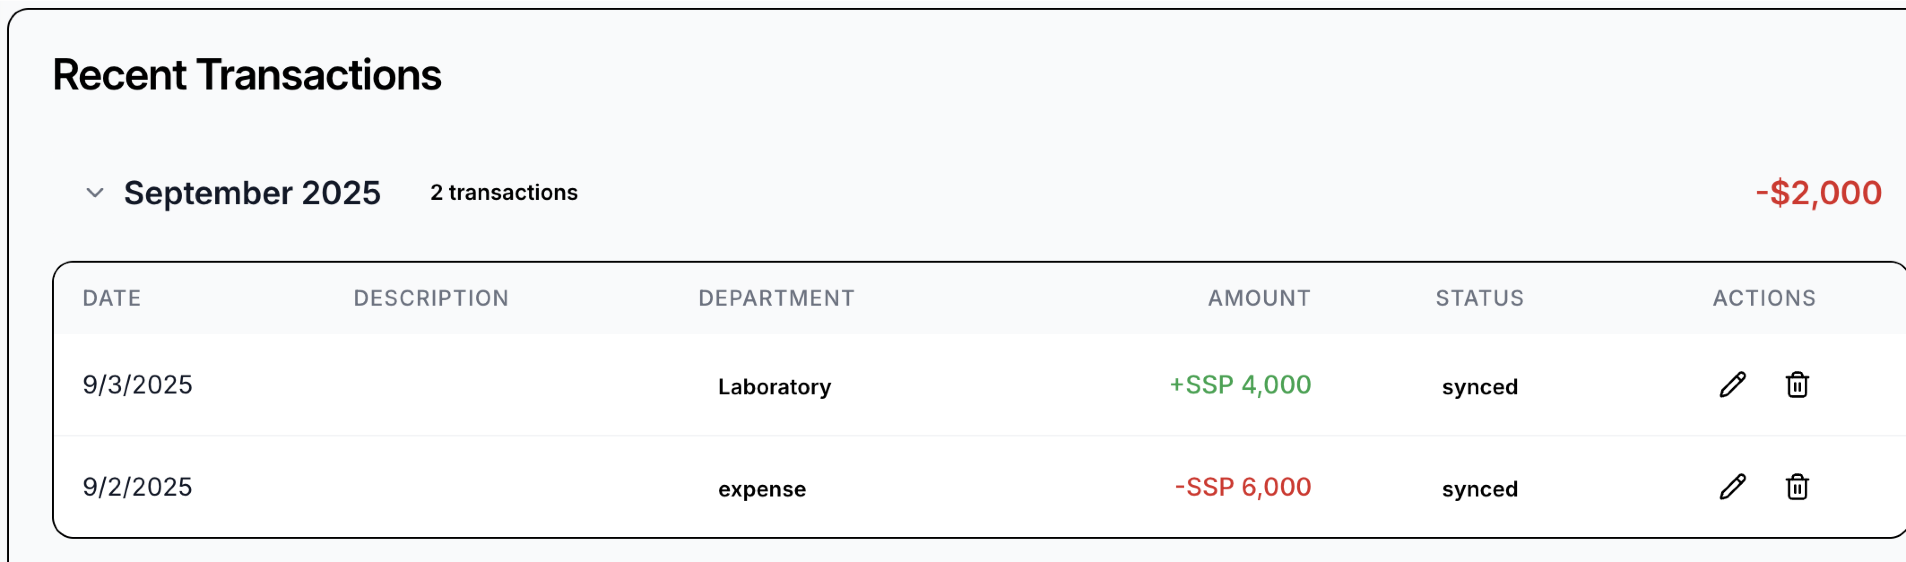 Recent Transactions
September 2025 2 transactions -$2,000
DATE DESCRIPTION DEPARTMENT AMOUNT STATUS ACTIONS
9/3/2025 Laboratory +SSP 4,000 synced
9/2/2025 expense -SSP 6,000 synced